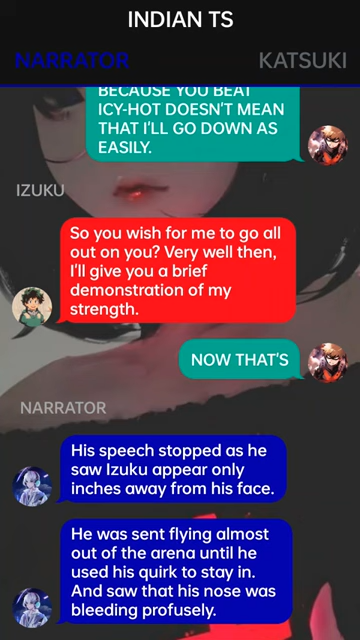 INDIAN TS
NARRATOR
KATSUKI
BECAUSE YOU BEAT
ICY-HOT DOESN'T MEAN
THAT I'LL GO DOWN AS
EASILY.
IZUKU
So you wish for me to go all
out on you? Very well then,
I'll give you a brief
demonstration of my
strength.
NOW THAT'S
NARRATOR
His speech stopped as he
saw Izuku appear only
inches away from his face.
He was sent flying almost
out of the arena until he
used his quirk to stay in.
And saw that his nose was
bleeding profusely.